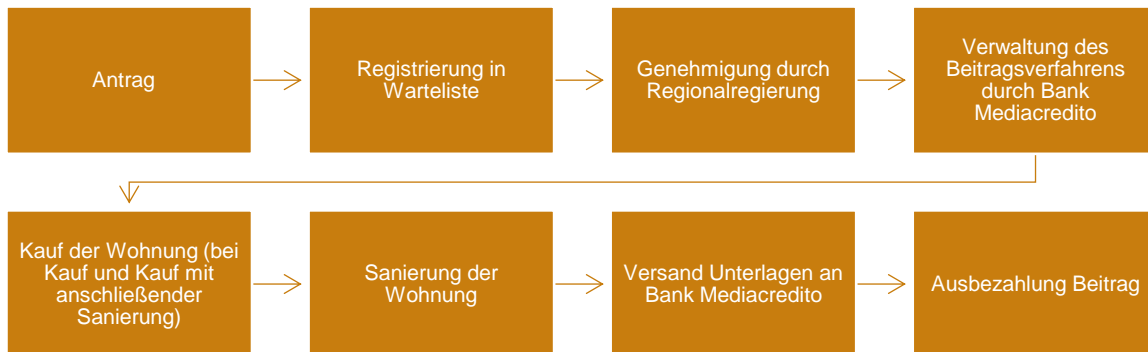 Antrag
Registrierung in
Warteliste
Genehmigung durch
Regionalregierung
Verwaltung des
Beitragsverfahrens
durch Bank
Mediacredito
Kauf der Wohnung (bei
Kauf und Kauf mit
anschließender
Sanierung)
Sanierung der
Wohnung
Versand Unterlagen an
Bank Mediacredito
Ausbezahlung Beitrag